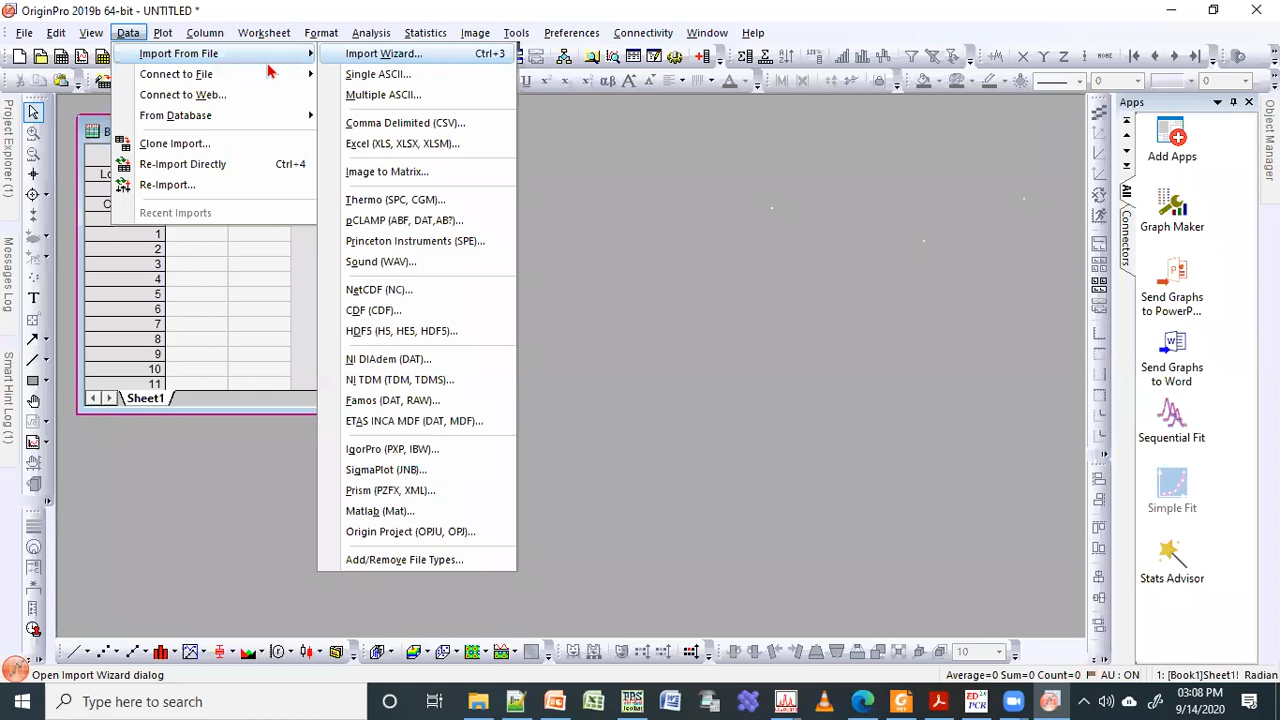 OriginPro 2019b 64-bit - UNTITLED *
File Edit View Data Plot Column Worksheet Format Analysis Statistics Image Tools Preferences Connectivity Window Help
Import From File
Connect to File
Connect to Web...
From Database
Clone Import...
Re-Import Directly Ctrl+4
Re-Import...
Recent Imports
Import Wizard... Ctrl+3
Single ASCII...
Multiple ASCII...
Comma Delimited (CSV)...
Excel (XLS, XLSX, XLSM)...
Image to Matrix...
Thermo (SPC, CGM)...
pCLAMP (ABF, DAT,AB?)...
Princeton Instruments (SPE)...
Sound (WAV)...
NetCDF (NC)...
CDF (CDF)...
HDF5 (H5, HE5, HDF5)...
NI DIAdem (DAT)...
NI TDM (TDM, TDMS)...
Famos (DAT, RAW)...
ETAS INCA MDF (DAT, MDF)...
IgorPro (PXP, IBW)...
SigmaPlot (JNB)...
Prism (PZFX, XML)...
Matlab (Mat)...
Origin Project (OPJU, OPJ)...
Add/Remove File Types...
HOME
0
0
Project Explorer (1)
Messages Log
Smart Hint Log (1)
B
Lo
C
1
2
3
4
5
6
7
8
9
10
11
Sheet1
Apps
All
Connectors
Object Manager
Add Apps
Graph Maker
Send Graphs
to PowerP...
Send Graphs
to Word
Sequential Fit
Simple Fit
Stats Advisor
10
Open Import Wizard dialog
Average=0 Sum=0 Count=0
AU : ON
1: [Book1]Sheet1! Radian
Type here to search
03:08 PM
9/14/2020